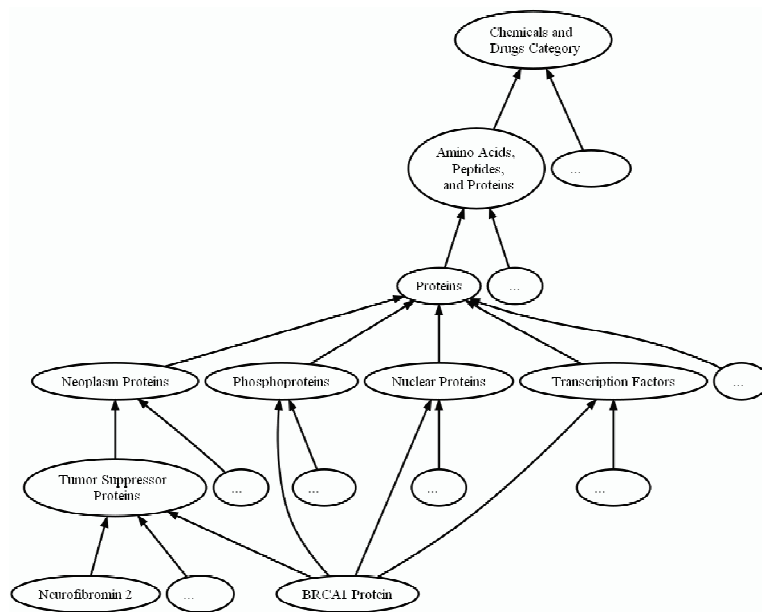 Chemicals and
Drugs Category
Amino Acids,
Peptides,
and Proteins
...
Proteins
...
Neoplasm Proteins
Phosphoproteins
Nuclear Proteins
Transcription Factors
...
Tumor Suppressor
Proteins
...
...
...
...
Neurofibromin 2
...
BRCA1 Protein